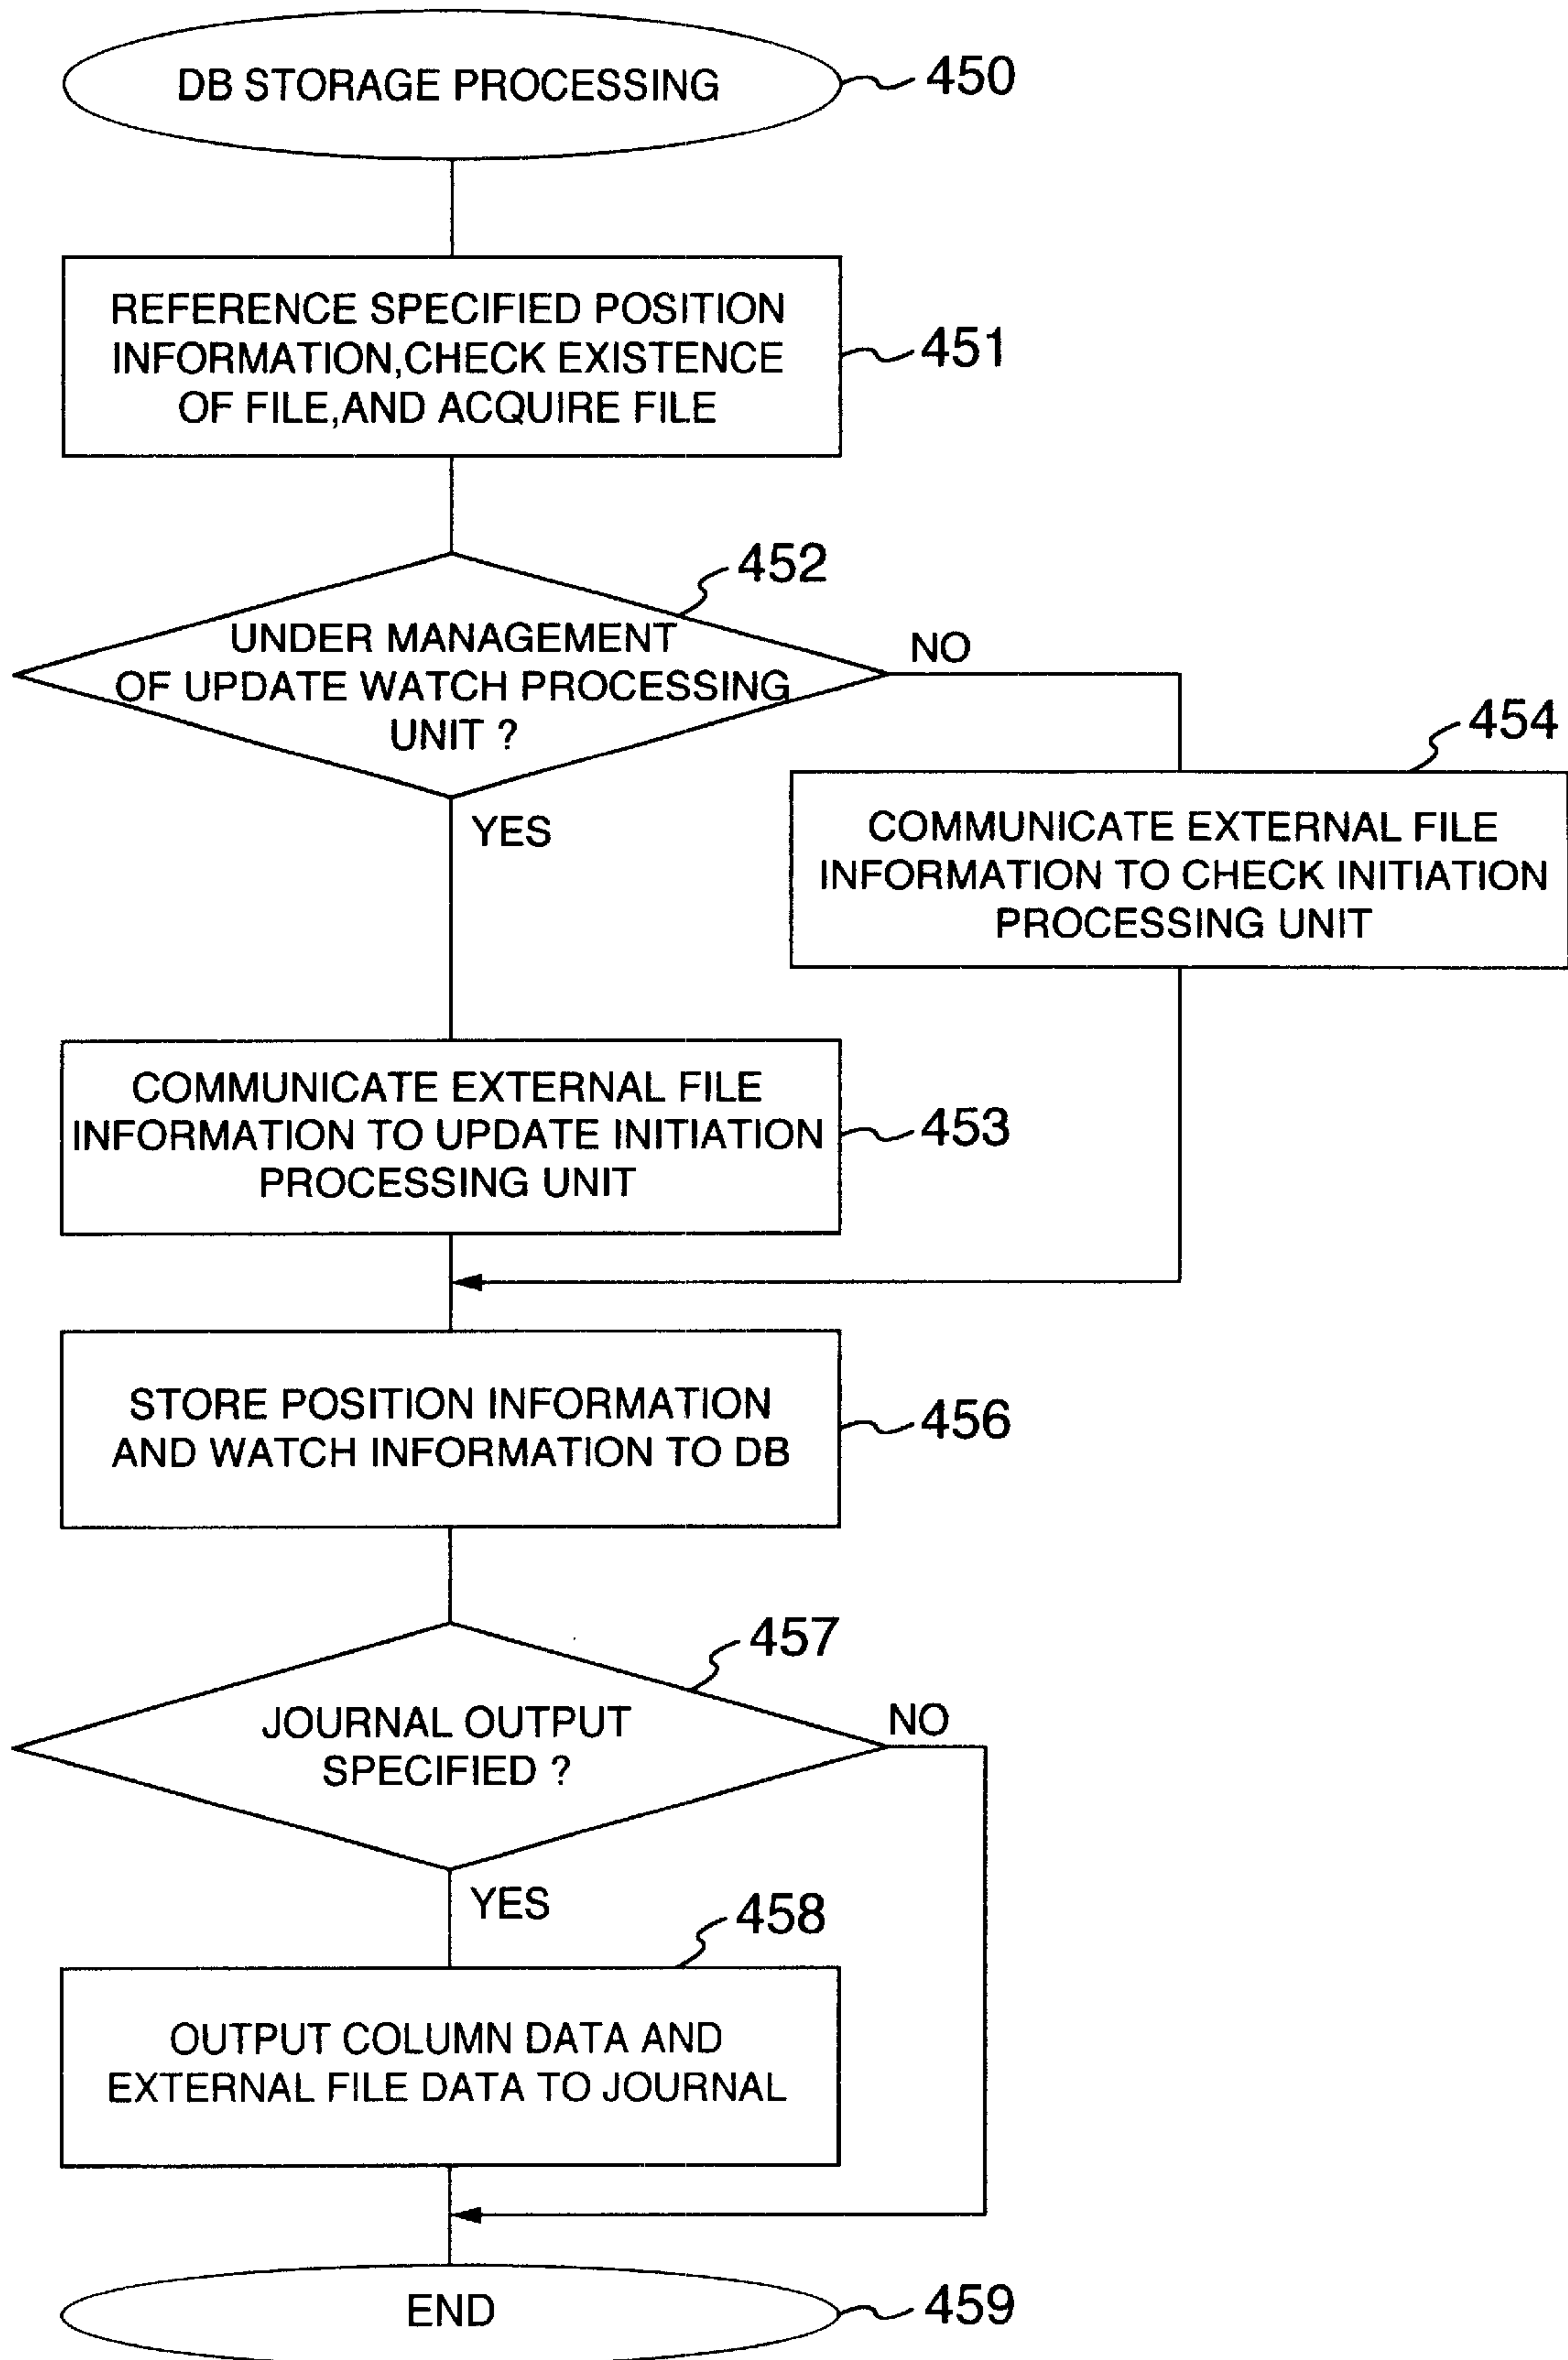 DB STORAGE PROCESSING
450
REFERENCE SPECIFIED POSITION
INFORMATION,CHECK EXISTENCE
OF FILE,AND ACQUIRE FILE
451
452
UNDER MANAGEMENT
OF UPDATE WATCH PROCESSING
UNIT ?
NO
YES
454
COMMUNICATE EXTERNAL FILE
INFORMATION TO CHECK INITIATION
PROCESSING UNIT
COMMUNICATE EXTERNAL FILE
INFORMATION TO UPDATE INITIATION
PROCESSING UNIT
453
STORE POSITION INFORMATION
AND WATCH INFORMATION TO DB
456
457
JOURNAL OUTPUT
SPECIFIED ?
NO
YES
458
OUTPUT COLUMN DATA AND
EXTERNAL FILE DATA TO JOURNAL
END
459